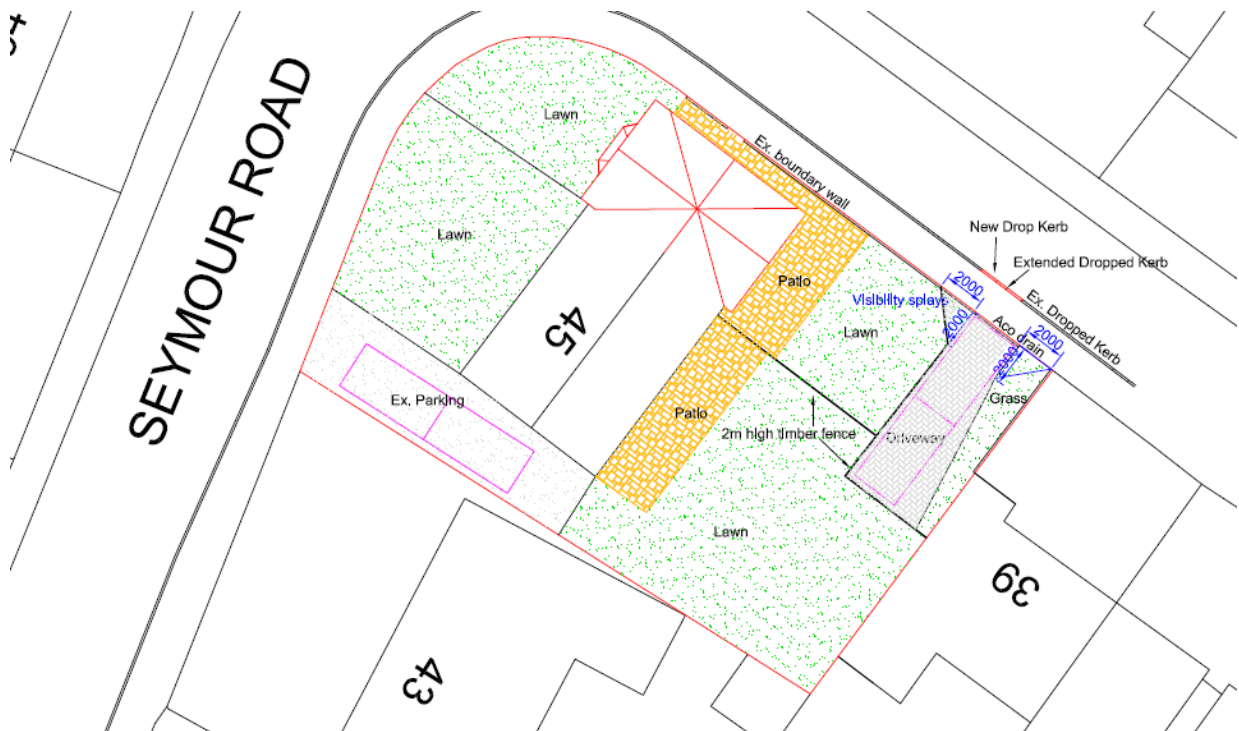 SEYMOUR ROAD
Lawn
Lawn
Ex. boundary wall
New Drop Kerb
Extended Dropped Kerb
Ex. Dropped Kerb
2000
Visibility splays
2000
Aco drain
2000
2000
Patio
Lawn
45
Grass
Ex. Parking
Patio
2m high timber fence
Driveway
Lawn
39
43